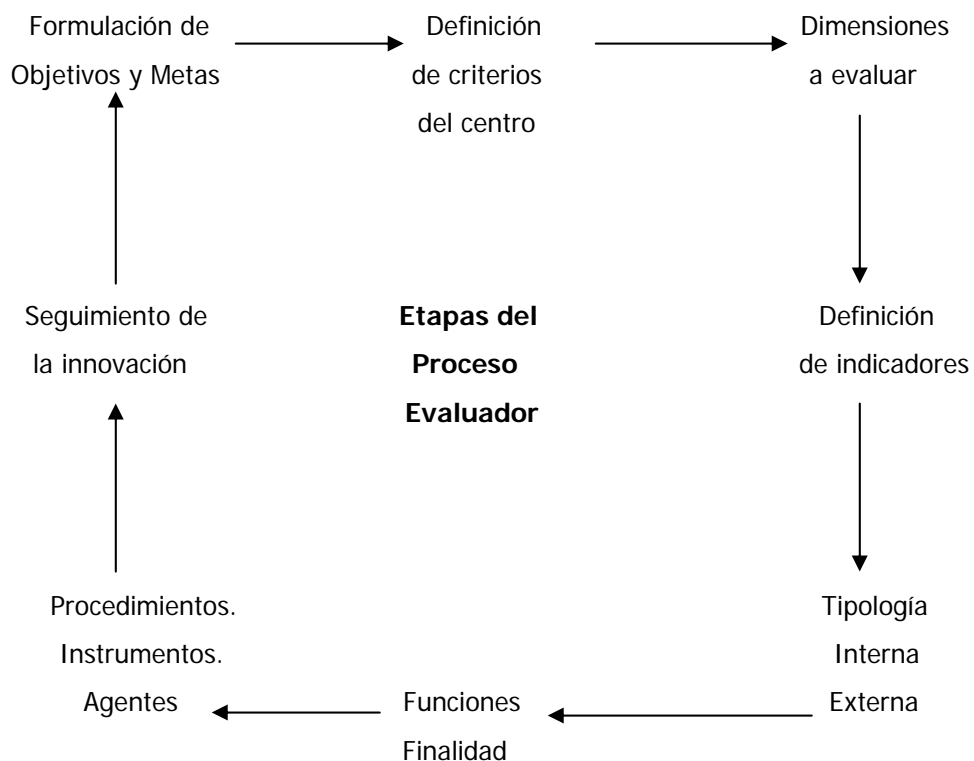 Formulación de
Objetivos y Metas
Definición
de criterios
del centro
Dimensiones
a evaluar
Seguimiento de
la innovación
Etapas del
Proceso
Evaluador
Definición
de indicadores
Procedimientos.
Instrumentos.
Agentes
Funciones
Finalidad
Tipología
Interna
Externa